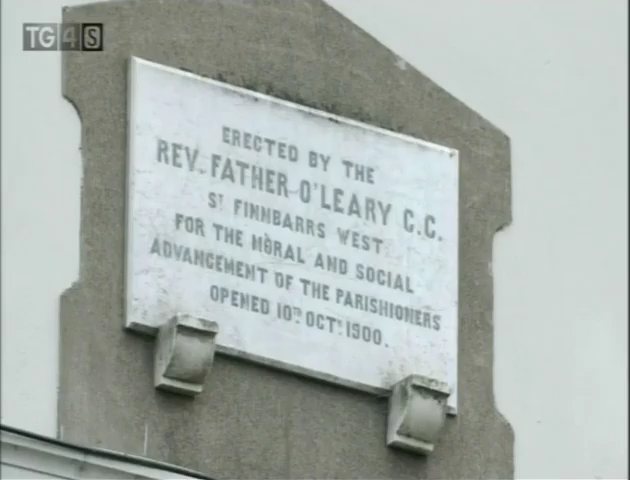 TG4S
ERECTED BY THE
REV. FATHER O'LEARY C.C.
ST FINNBARRS WEST
FOR THE MORAL AND SOCIAL
ADVANCEMENT OF THE PARISHIONERS
OPENED 10TH OCTR 1900.